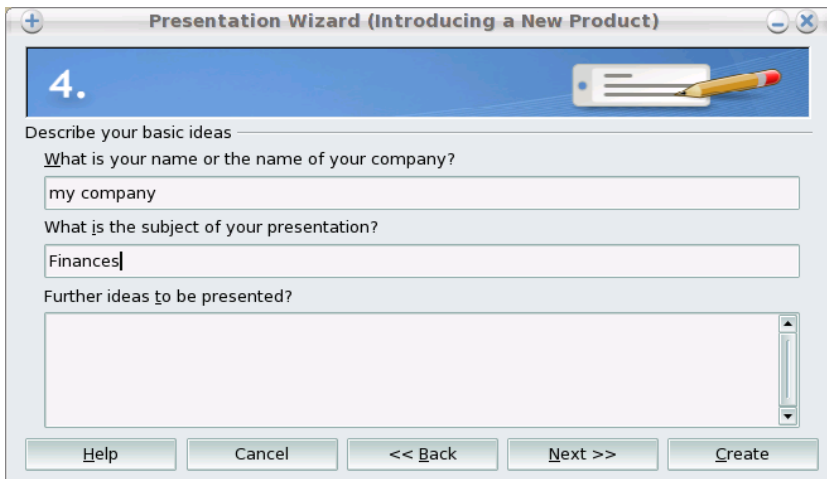 Presentation Wizard (Introducing a New Product)
4.
Describe your basic ideas
What is your name or the name of your company?
my company
What is the subject of your presentation?
Finances
Further ideas to be presented?
Help Cancel << Back Next >> Create